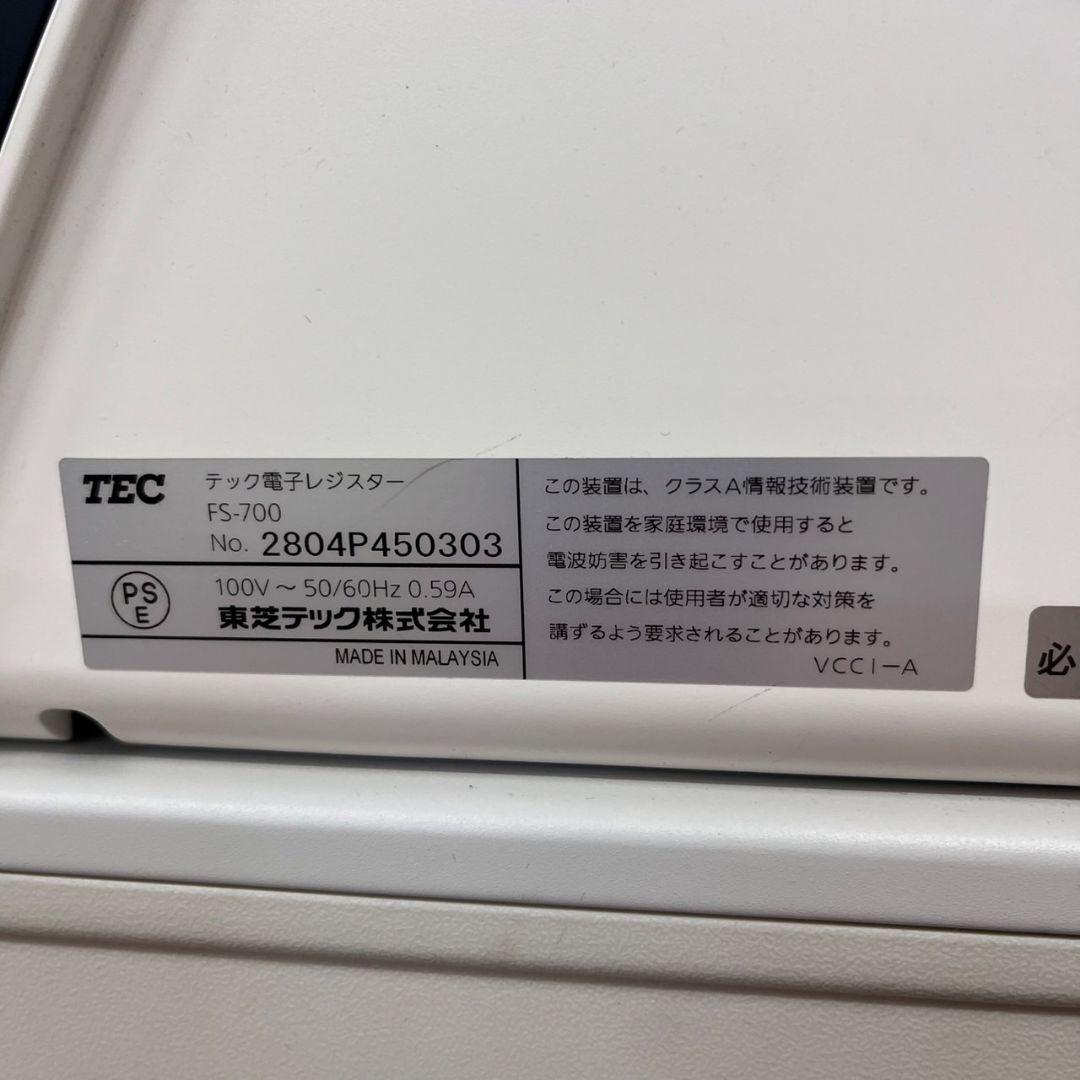 TEC
テック電子レジスター
FS-700
No. 2804P450303
PS
E
100V ～ 50/60Hz 0.59A
東芝テック株式会社
MADE IN MALAYSIA
この装置は、クラスA情報技術装置です。
この装置を家庭環境で使用すると
電波妨害を引き起こすことがあります。
この場合には使用者が適切な対策を
講ずるよう要求されることがあります。
VCCI-A
必